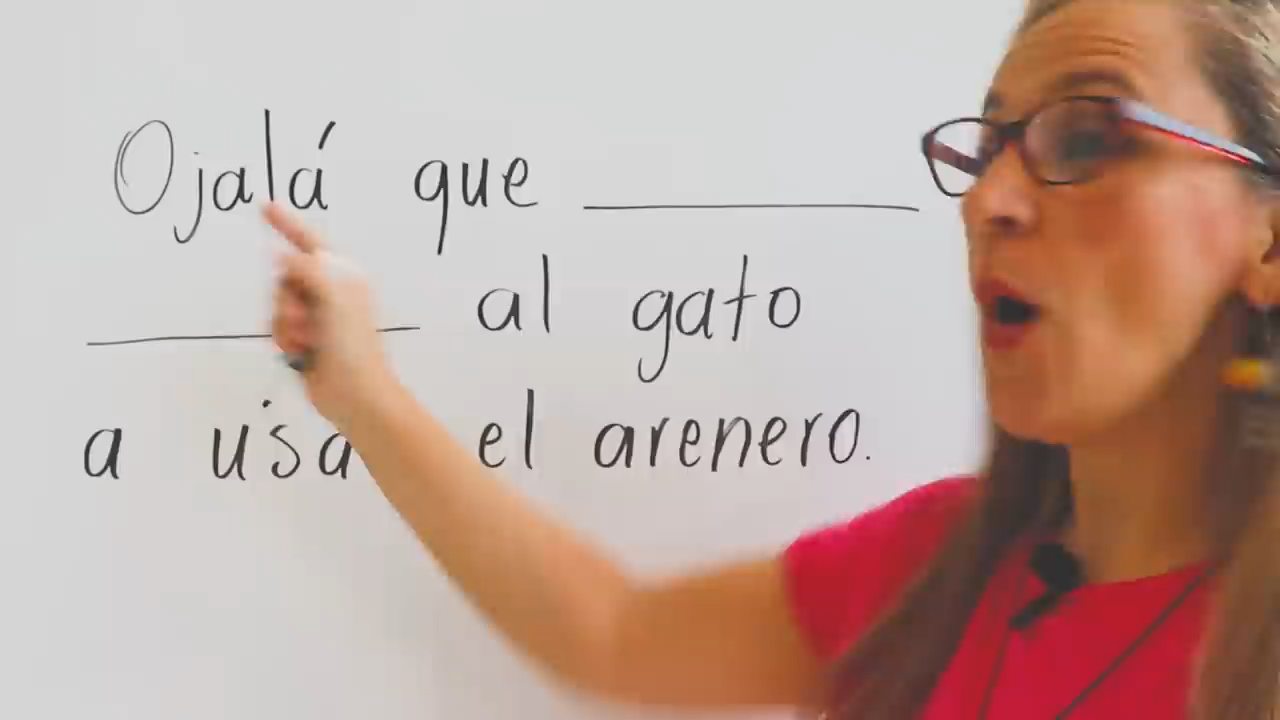 Ojalá que ________
________ al gato
a usa el arenero.